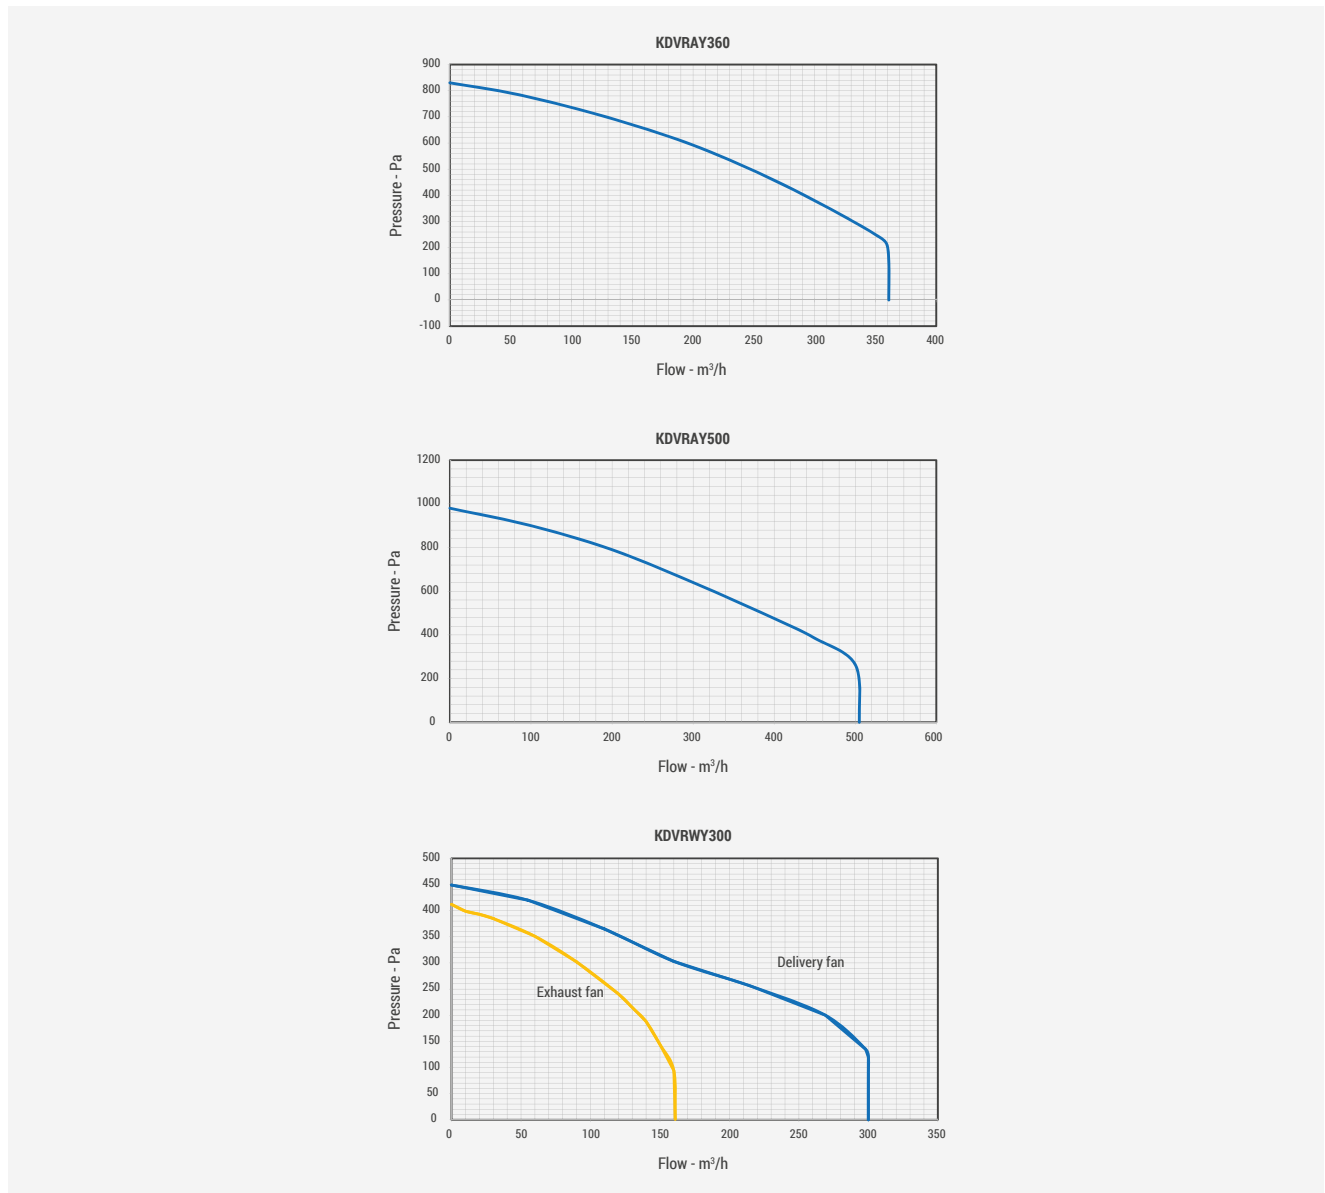 KDVRAY360
900
800
700
600
500
400
300
200
100
0
-100
Pressure - Pa
0 50 100 150 200 250 300 350 400
Flow - m³/h
KDVRAY500
1200
1000
800
600
400
200
0
Pressure - Pa
0 100 200 300 400 500 600
Flow - m³/h
KDVRWY300
500
450
400
350
300
250
200
150
100
50
0
Pressure - Pa
Delivery fan
Exhaust fan
0 50 100 150 200 250 300 350
Flow - m³/h